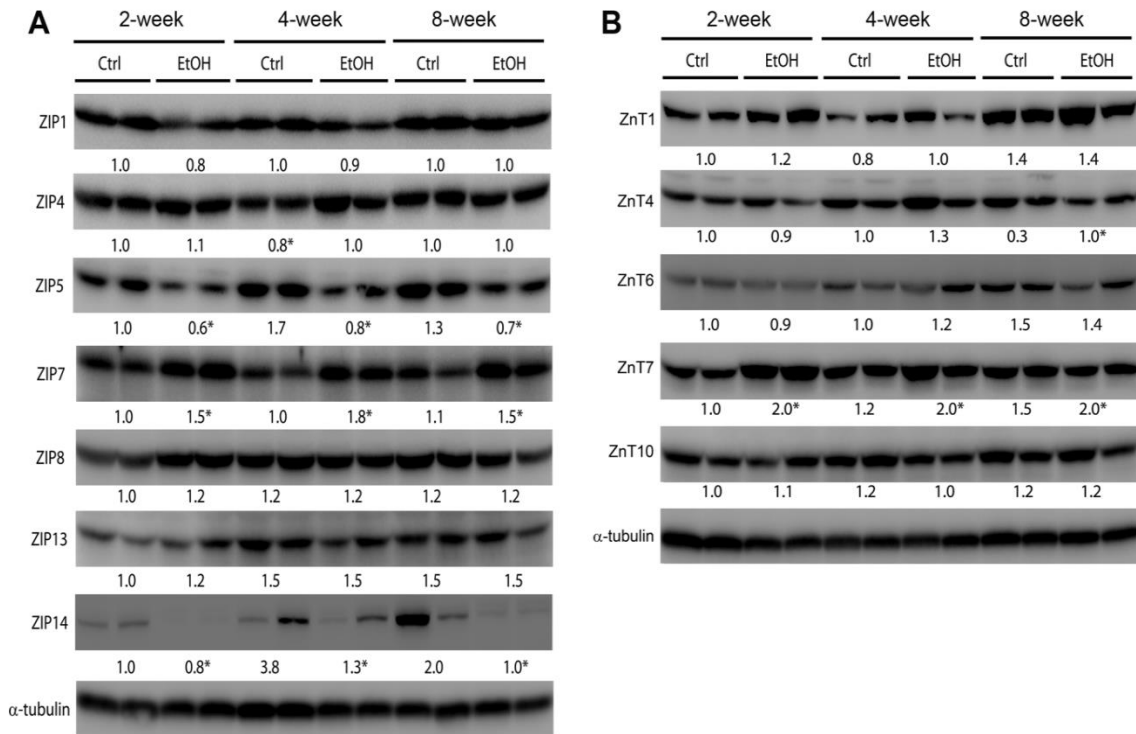 A
2-week 4-week 8-week
Ctrl EtOH Ctrl EtOH Ctrl EtOH
ZIP1
1.0 0.8 1.0 0.9 1.0 1.0
ZIP4
1.0 1.1 0.8* 1.0 1.0 1.0
ZIP5
1.0 0.6* 1.7 0.8* 1.3 0.7*
ZIP7
1.0 1.5* 1.0 1.8* 1.1 1.5*
ZIP8
1.0 1.2 1.2 1.2 1.2 1.2
ZIP13
1.0 1.2 1.5 1.5 1.5 1.5
ZIP14
1.0 0.8* 3.8 1.3* 2.0 1.0*
α-tubulin
B
2-week 4-week 8-week
Ctrl EtOH Ctrl EtOH Ctrl EtOH
ZnT1
1.0 1.2 0.8 1.0 1.4 1.4
ZnT4
1.0 0.9 1.0 1.3 0.3 1.0*
ZnT6
1.0 0.9 1.0 1.2 1.5 1.4
ZnT7
1.0 2.0* 1.2 2.0* 1.5 2.0*
ZnT10
1.0 1.1 1.2 1.0 1.2 1.2
α-tubulin